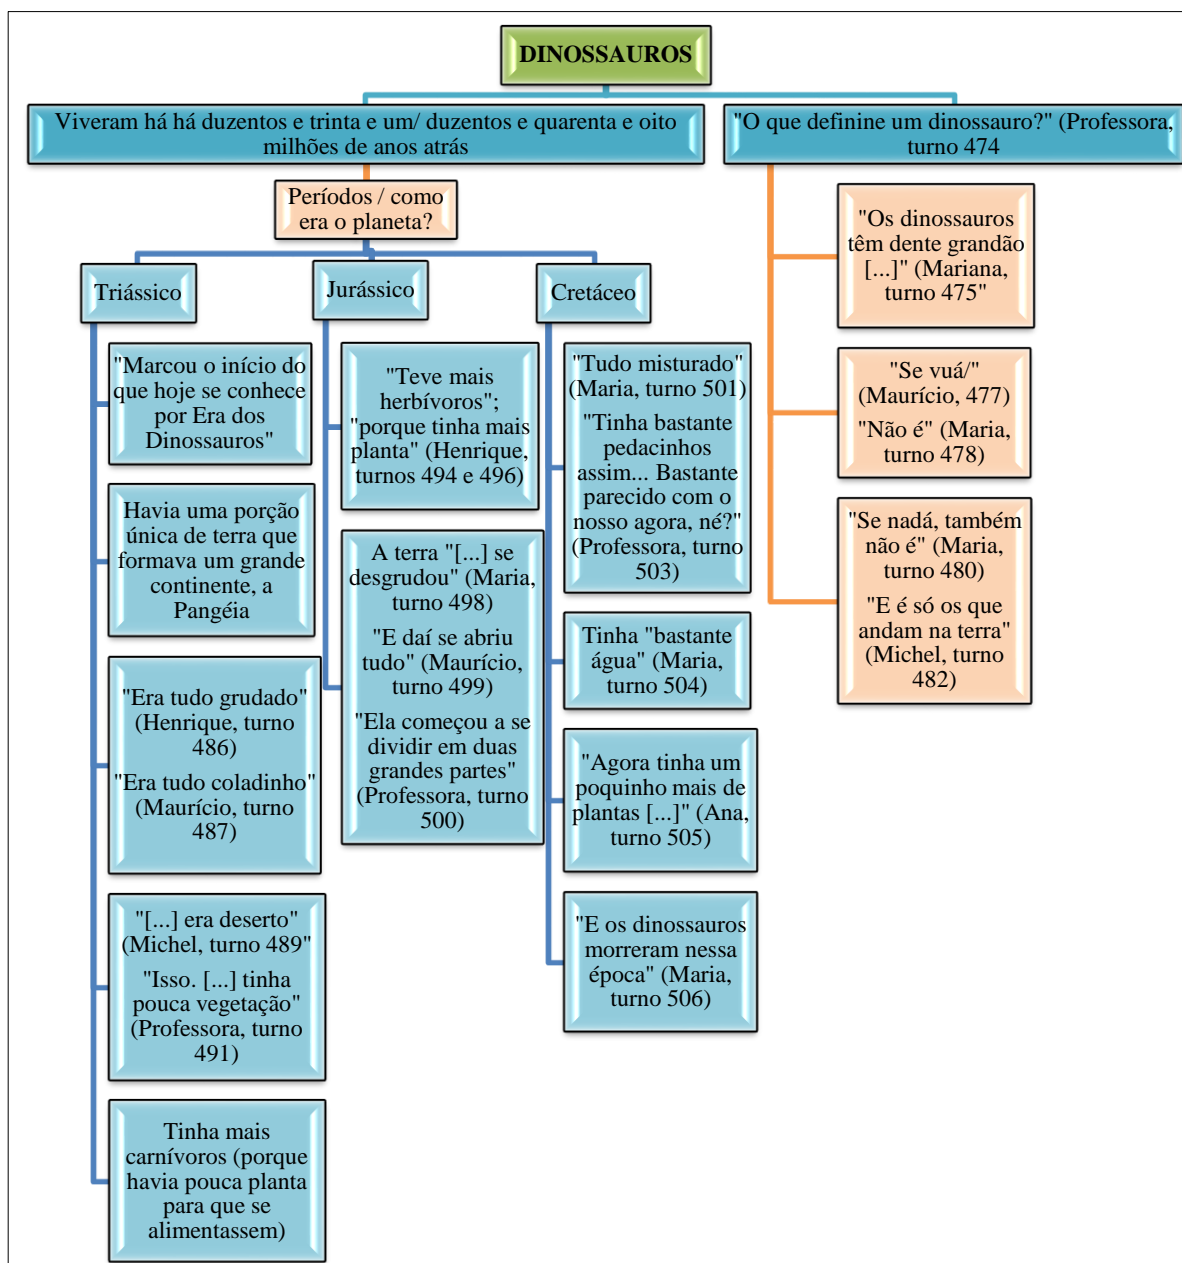 DINOSSAUROS
Viveram há há duzentos e trinta e um/ duzentos e quarenta e oito
milhões de anos atrás
"O que definine um dinossauro?" (Professora,
turno 474
Períodos / como
era o planeta?
Triássico
"Marcou o início do
que hoje se conhece
por Era dos
Dinossauros"
Havia uma porção
única de terra que
formava um grande
continente, a
Pangéia
"Era tudo grudado"
(Henrique, turno
486)
"Era tudo coladinho"
(Maurício, turno
487)
"[...] era deserto"
(Michel, turno 489"
"Isso. [...] tinha
pouca vegetação"
(Professora, turno
491)
Tinha mais
carnívoros (porque
havia pouca planta
para que se
alimentassem)
Jurássico
"Teve mais
herbívoros";
"porque tinha mais
planta" (Henrique,
turnos 494 e 496)
A terra "[...] se
desgrudou" (Maria,
turno 498)
"E daí se abriu
tudo" (Maurício,
turno 499)
"Ela começou a se
dividir em duas
grandes partes"
(Professora, turno
500)
Cretáceo
"Tudo misturado"
(Maria, turno 501)
"Tinha bastante
pedacinhos
assim... Bastante
parecido com o
nosso agora, né?"
(Professora, turno
503)
Tinha "bastante
água" (Maria,
turno 504)
"Agora tinha um
poquinho mais de
plantas [...]" (Ana,
turno 505)
"E os dinossauros
morreram nessa
época" (Maria,
turno 506)
"Os dinossauros
têm dente grandão
[...]" (Mariana,
turno 475"
"Se vuá/"
(Maurício, 477)
"Não é" (Maria,
turno 478)
"Se nadá, também
não é" (Maria,
turno 480)
"E é só os que
andam na terra"
(Michel, turno
482)